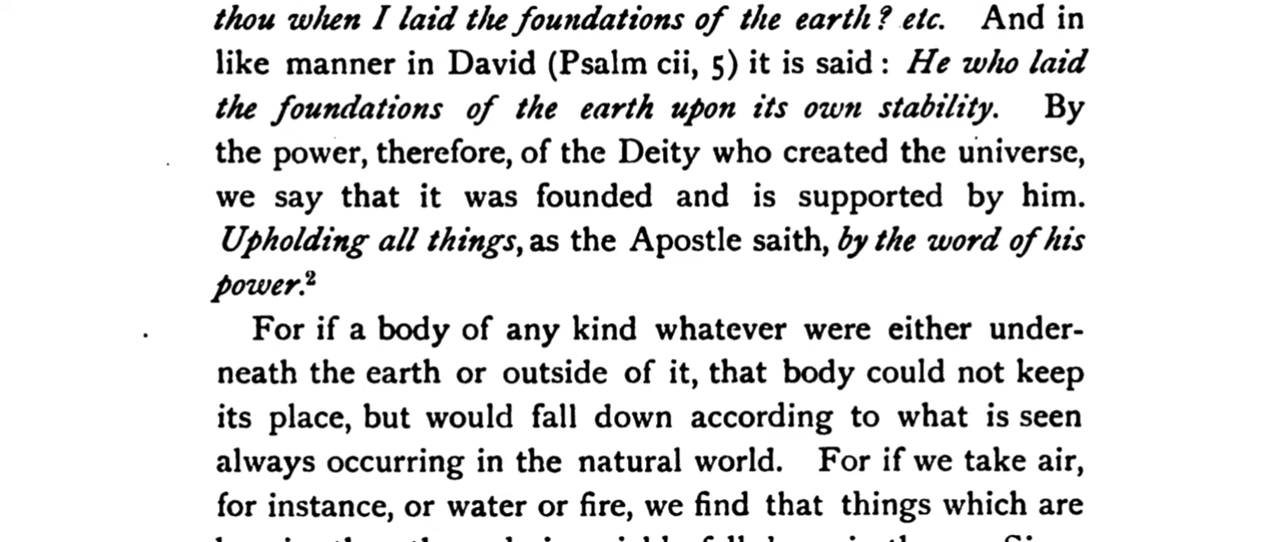 thou when I laid the foundations of the earth? etc. And in
like manner in David (Psalm cii, 5) it is said: He who laid
the foundations of the earth upon its own stability. By
the power, therefore, of the Deity who created the universe,
we say that it was founded and is supported by him.
Upholding all things, as the Apostle saith, by the word of his
power.²
For if a body of any kind whatever were either under-
neath the earth or outside of it, that body could not keep
its place, but would fall down according to what is seen
always occurring in the natural world. For if we take air,
for instance, or water or fire, we find that things which are